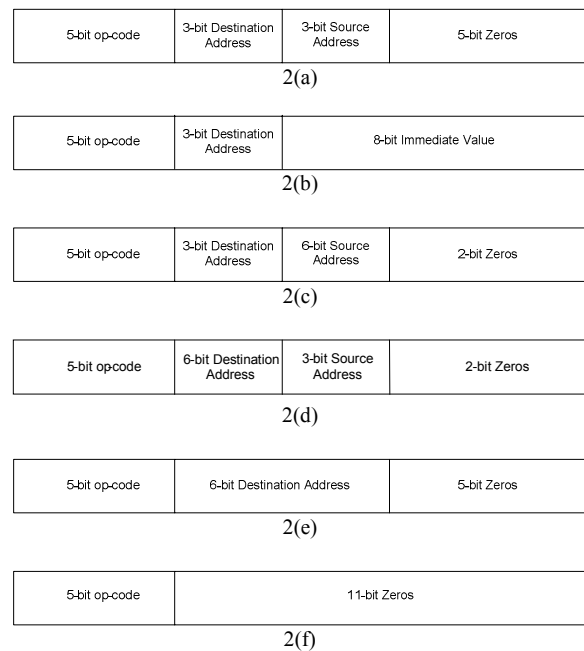 5-bit op-code 3-bit Destination Address 3-bit Source Address 5-bit Zeros
2(a)
5-bit op-code 3-bit Destination Address 8-bit Immediate Value
2(b)
5-bit op-code 3-bit Destination Address 6-bit Source Address 2-bit Zeros
2(c)
5-bit op-code 6-bit Destination Address 3-bit Source Address 2-bit Zeros
2(d)
5-bit op-code 6-bit Destination Address 5-bit Zeros
2(e)
5-bit op-code 11-bit Zeros
2(f)